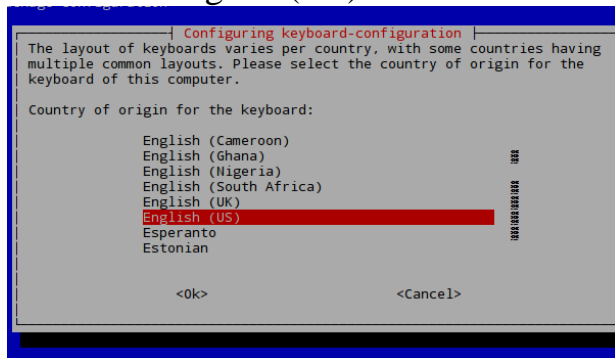 Configuring keyboard-configuration
The layout of keyboards varies per country, with some countries having
multiple common layouts. Please select the country of origin for the
keyboard of this computer.
Country of origin for the keyboard:
English (Cameroon)
English (Ghana)
English (Nigeria)
English (South Africa)
English (UK)
English (US)
Esperanto
Estonian
<Ok> <Cancel>